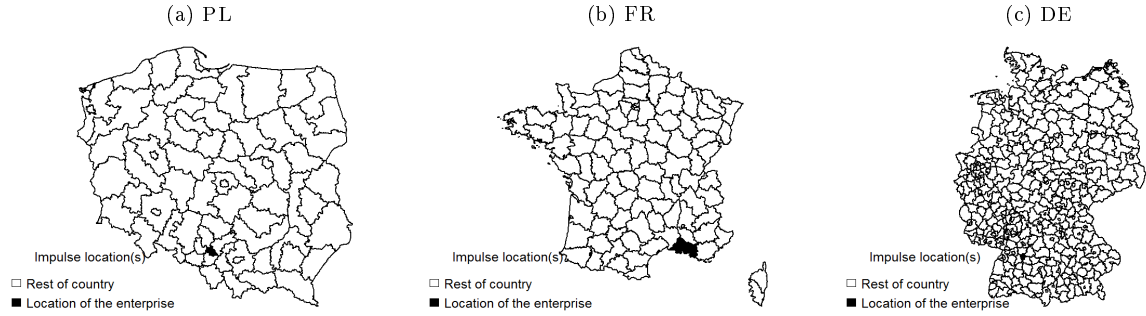 (a) PL
(b) FR
(c) DE
Impulse location(s)
Rest of country
Location of the enterprise
Impulse location(s)
Rest of country
Location of the enterprise
Impulse location(s)
Rest of country
Location of the enterprise